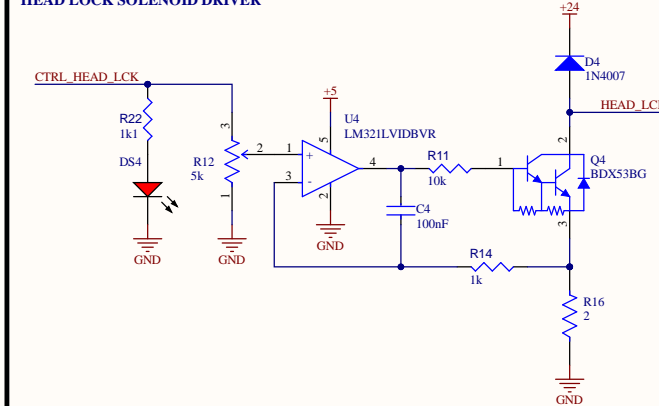 HEAD LOCK SOLENOID DRIVER
+24
D4
1N4007
CTRL_HEAD_LCK
+5
HEAD_LCK
R22
1k1
U4
LM321LVIDBVR
3
5
2
DS4
R12
5k
2
1
+
4
R11
10k
1
Q4
BDX53BG
1
3
-
2
C4
100nF
3
GND
GND
GND
R14
1k
R16
2
GND